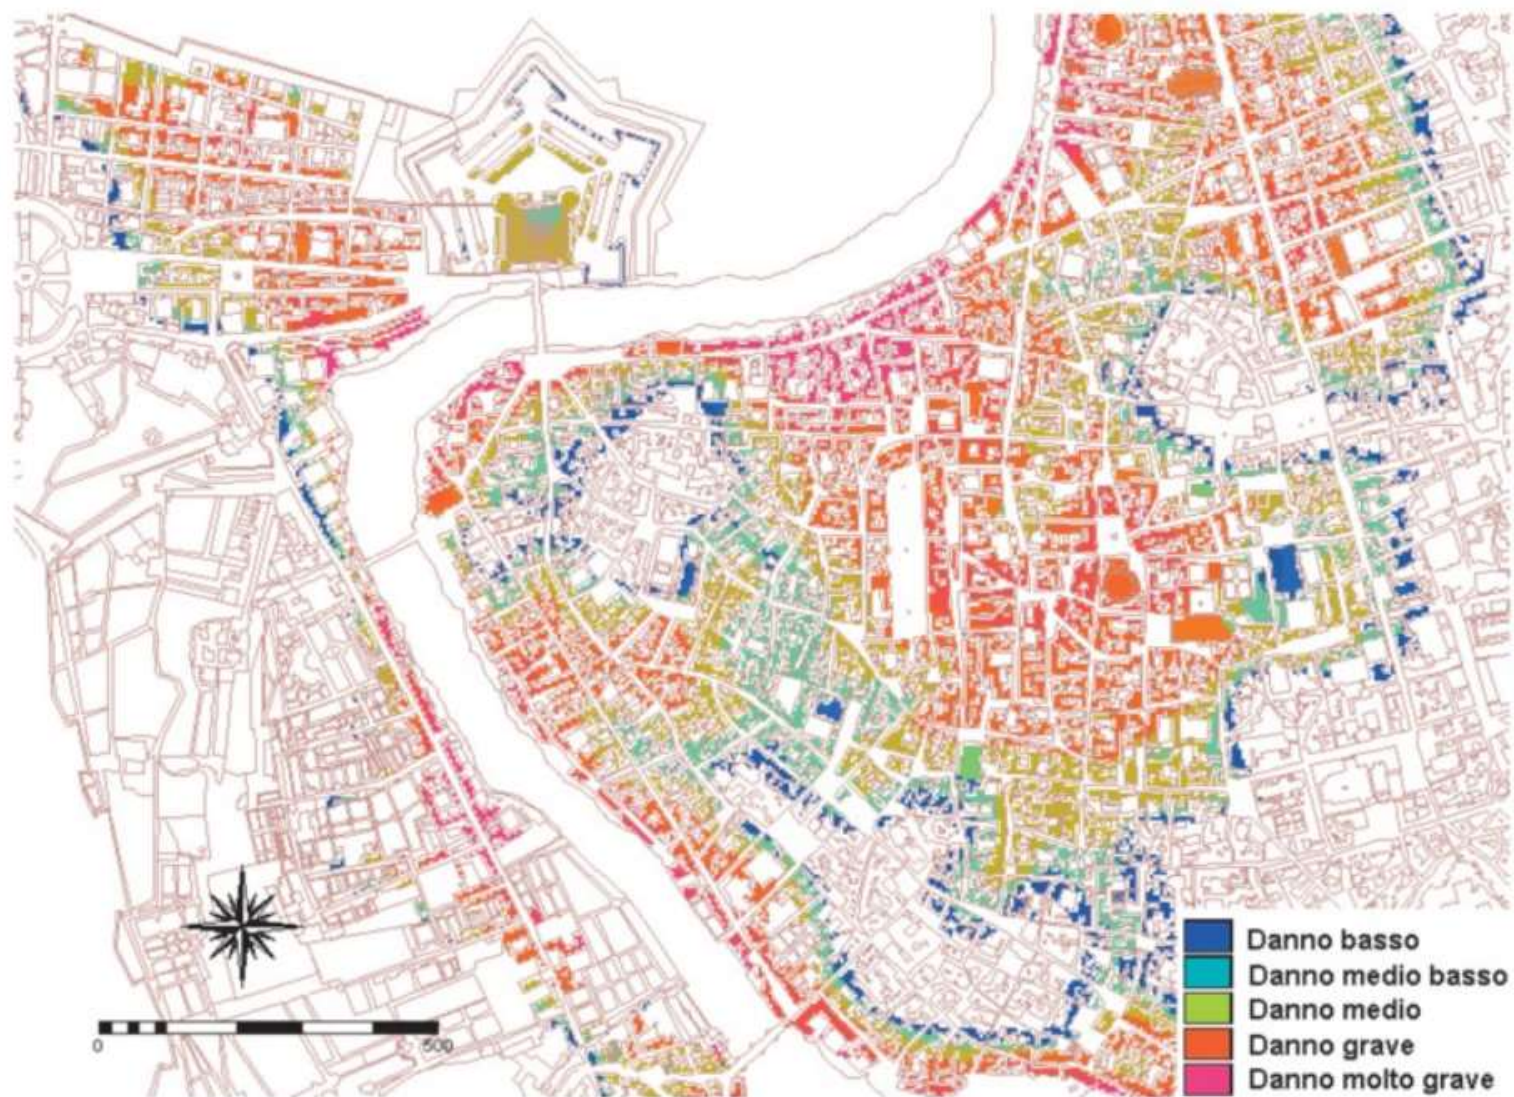 Danno basso
Danno medio basso
Danno medio
Danno grave
Danno molto grave
0 500